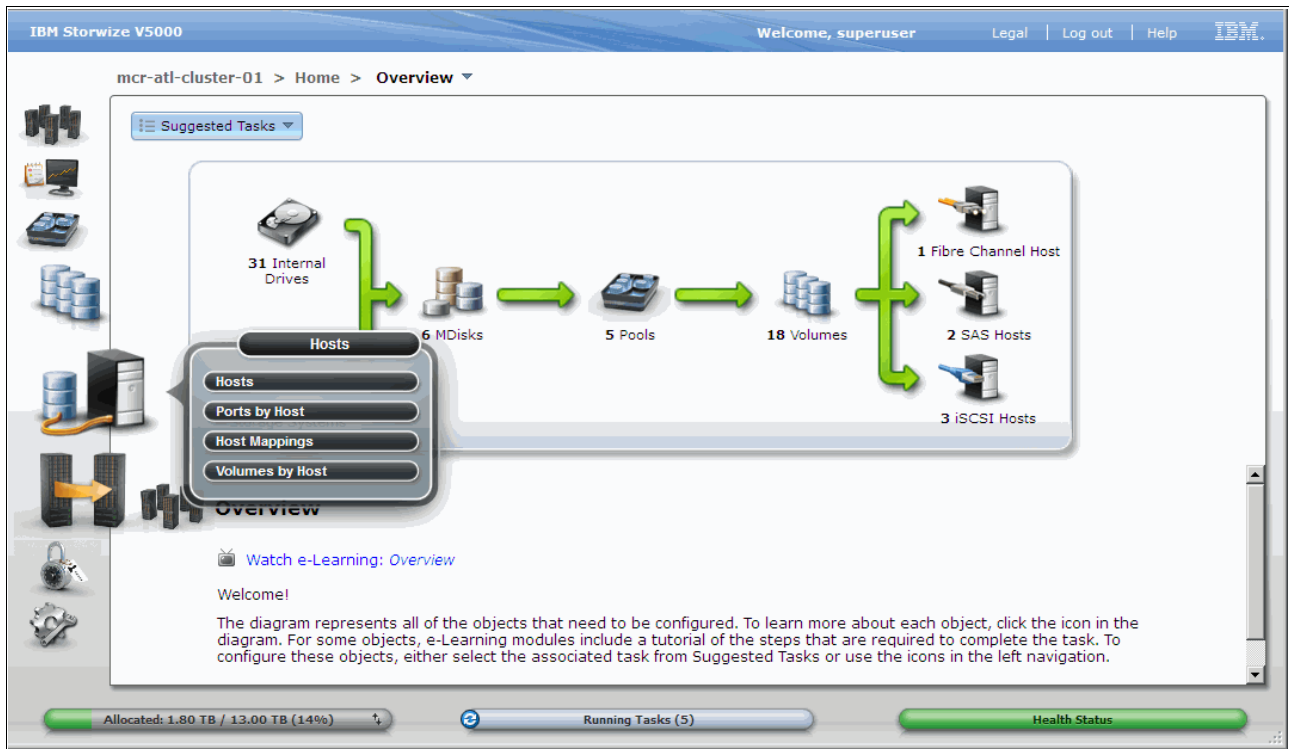 IBM Storwize V5000
Welcome, superuser
Legal | Log out | Help
IBM.
mcr-atl-cluster-01 > Home > Overview
Suggested Tasks
31 Internal
Drives
6 MDisks
5 Pools
18 Volumes
1 Fibre Channel Host
2 SAS Hosts
3 iSCSI Hosts
Hosts
Hosts
Ports by Host
Host Mappings
Volumes by Host
Overview
Watch e-Learning: Overview
Welcome!
The diagram represents all of the objects that need to be configured. To learn more about each object, click the icon in the
diagram. For some objects, e-Learning modules include a tutorial of the steps that are required to complete the task. To
configure these objects, either select the associated task from Suggested Tasks or use the icons in the left navigation.
Allocated: 1.80 TB / 13.00 TB (14%)
Running Tasks (5)
Health Status